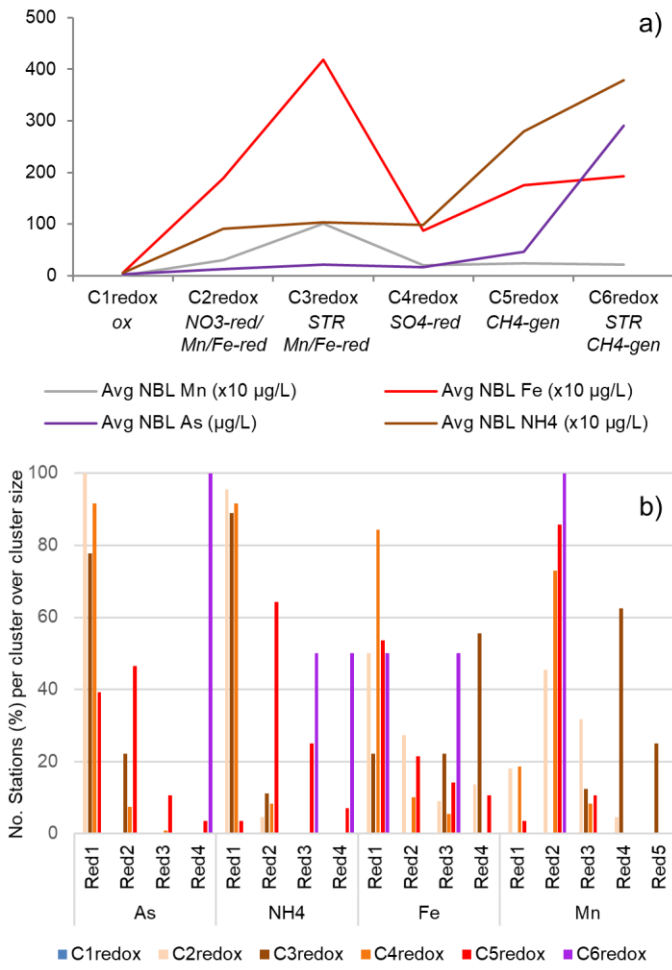 a)
500
400
300
200
100
0
C1redox C2redox C3redox C4redox C5redox C6redox
ox NO3-red/ STR SO4-red CH4-gen STR
Mn/Fe-red Mn/Fe-red CH4-gen
Avg NBL Mn (x10 µg/L) Avg NBL Fe (x10 µg/L)
Avg NBL As (µg/L) Avg NBL NH4 (x10 µg/L)
b)
No. Stations (%) per cluster over cluster size
100
80
60
40
20
0
Red1 Red2 Red3 Red4 Red1 Red2 Red3 Red4 Red1 Red2 Red3 Red4 Red1 Red2 Red3 Red4 Red5
As NH4 Fe Mn
C1redox C2redox C3redox C4redox C5redox C6redox